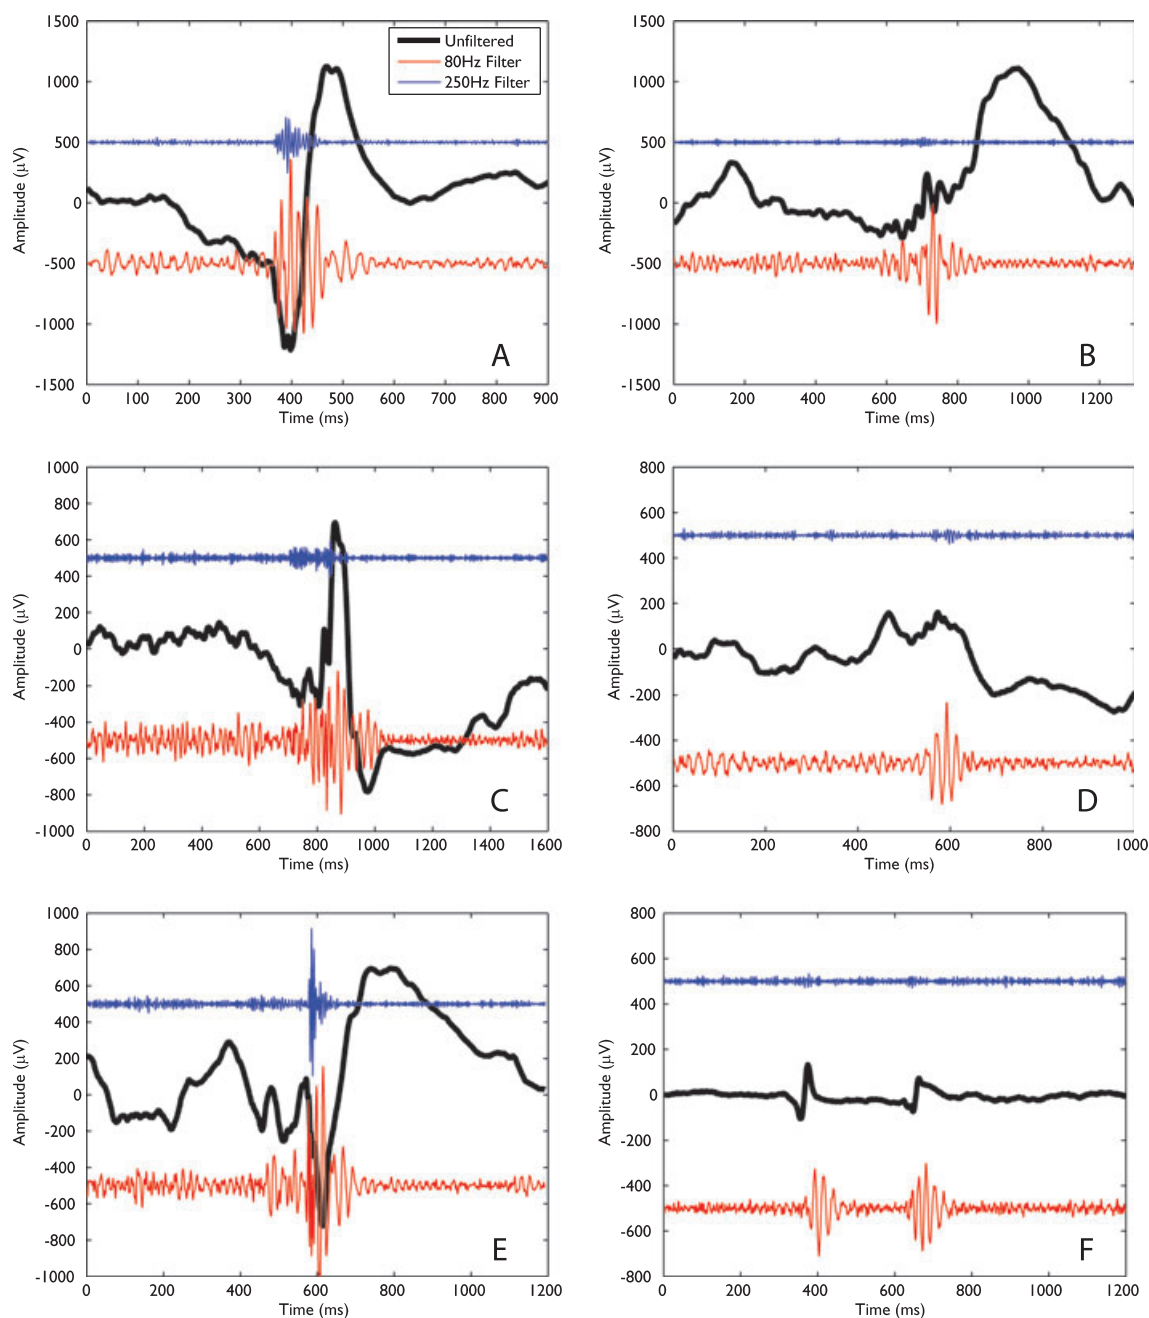 1500
1000
500
0
-500
-1000
-1500
Amplitude (μV)
Unfiltered
80Hz Filter
250Hz Filter
A
0 100 200 300 400 500 600 700 800 900
Time (ms)
1500
1000
500
0
-500
-1000
-1500
Amplitude (μV)
B
0 200 400 600 800 1000 1200
Time (ms)
1000
800
600
400
200
0
-200
-400
-600
-800
-1000
Amplitude (μV)
C
0 200 400 600 800 1000 1200 1400 1600
Time (ms)
800
600
400
200
0
-200
-400
-600
-800
Amplitude (μV)
D
0 200 400 600 800 1000
Time (ms)
1000
800
600
400
200
0
-200
-400
-600
-800
-1000
Amplitude (μV)
E
0 200 400 600 800 1000 1200
Time (ms)
800
600
400
200
0
-200
-400
-600
-800
Amplitude (μV)
F
0 200 400 600 800 1000 1200
Time (ms)